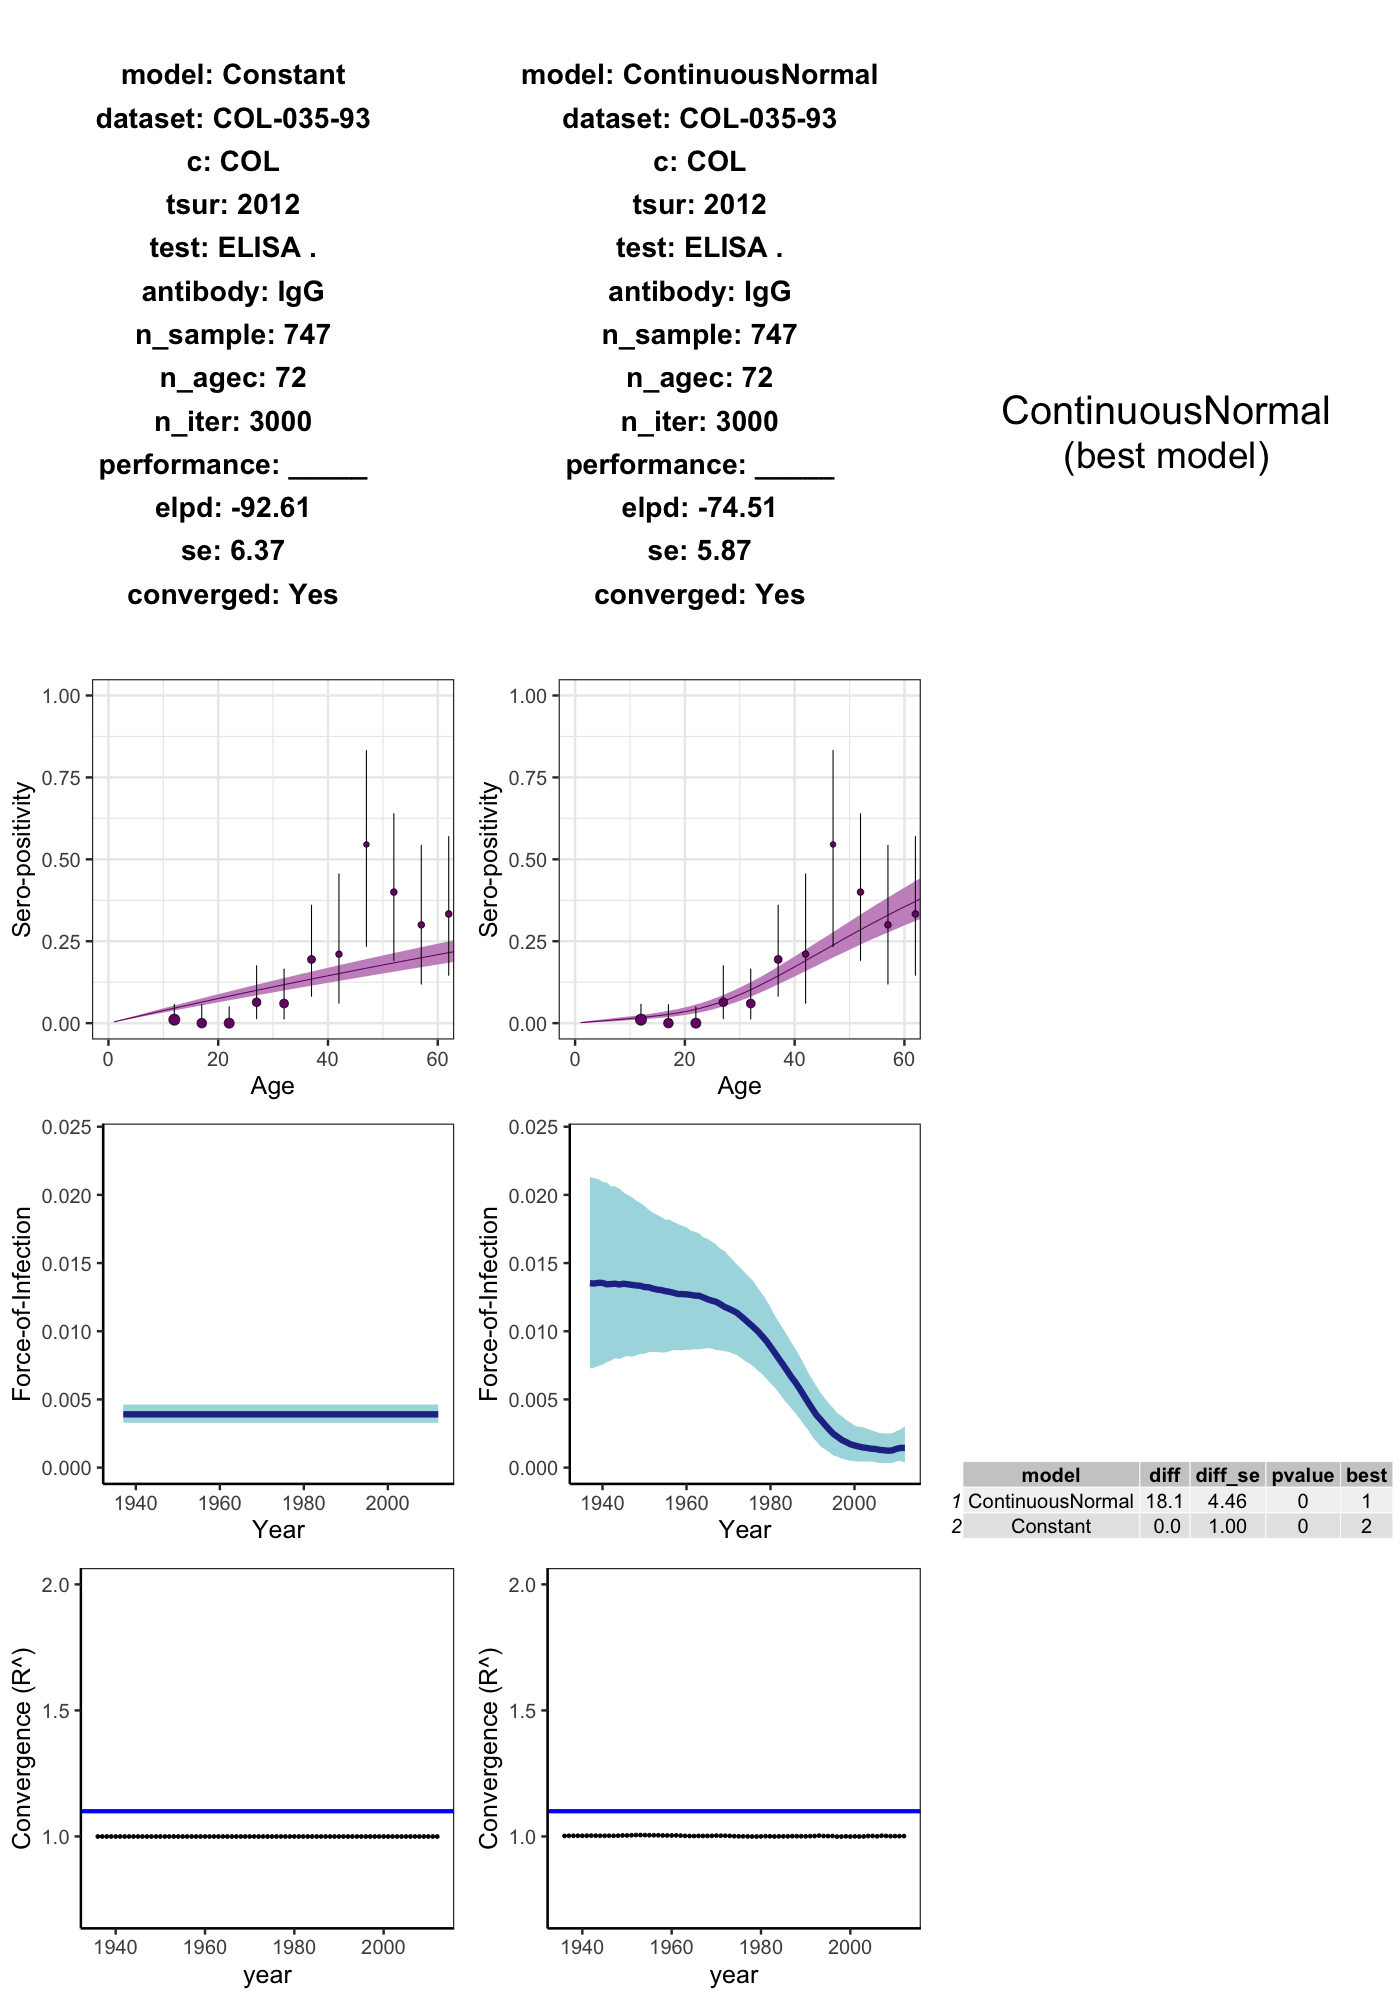 model: Constant
dataset: COL-035-93
c: COL
tsur: 2012
test: ELISA .
antibody: IgG
n_sample: 747
n_agec: 72
n_iter: 3000
performance: _____
elpd: -92.61
se: 6.37
converged: Yes
model: ContinuousNormal
dataset: COL-035-93
c: COL
tsur: 2012
test: ELISA .
antibody: IgG
n_sample: 747
n_agec: 72
n_iter: 3000
performance: _____
elpd: -74.51
se: 5.87
converged: Yes
ContinuousNormal
(best model)
Sero-positivity
1.00
0.75
0.50
0.25
0.00
0 20 40 60
Age
Sero-positivity
1.00
0.75
0.50
0.25
0.00
0 20 40 60
Age
Force-of-Infection
0.025
0.020
0.015
0.010
0.005
0.000
1940 1960 1980 2000
Year
Force-of-Infection
0.025
0.020
0.015
0.010
0.005
0.000
1940 1960 1980 2000
Year
model diff diff_se pvalue best
1 ContinuousNormal 18.1 4.46 0 1
2 Constant 0.0 1.00 0 2
Convergence (R^)
2.0
1.5
1.0
1940 1960 1980 2000
year
Convergence (R^)
2.0
1.5
1.0
1940 1960 1980 2000
year